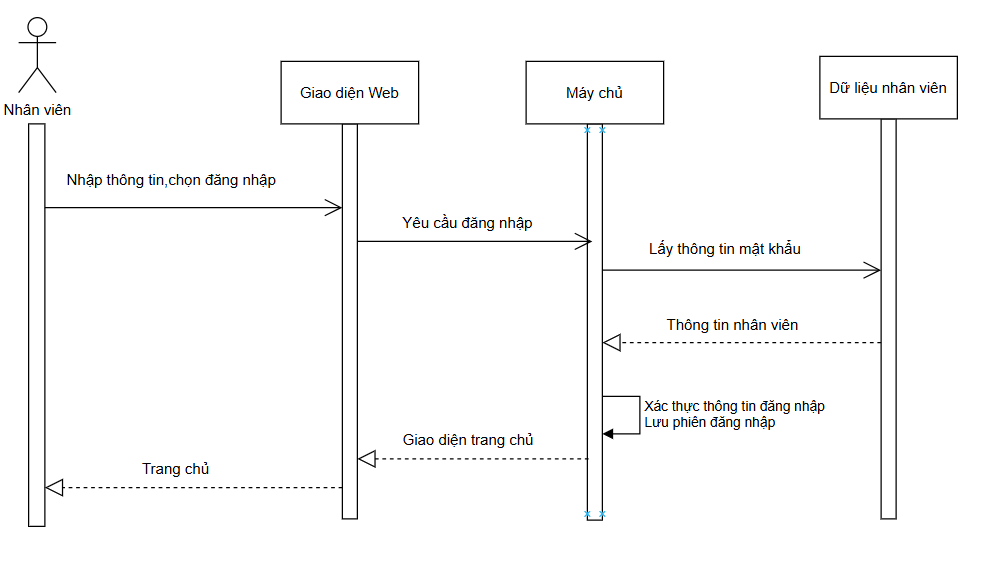 Nhân viên
Giao diện Web
Máy chủ
Dữ liệu nhân viên
Nhập thông tin,chọn đăng nhập
Yêu cầu đăng nhập
Lấy thông tin mật khẩu
Thông tin nhân viên
Xác thực thông tin đăng nhập
Lưu phiên đăng nhập
Giao diện trang chủ
Trang chủ